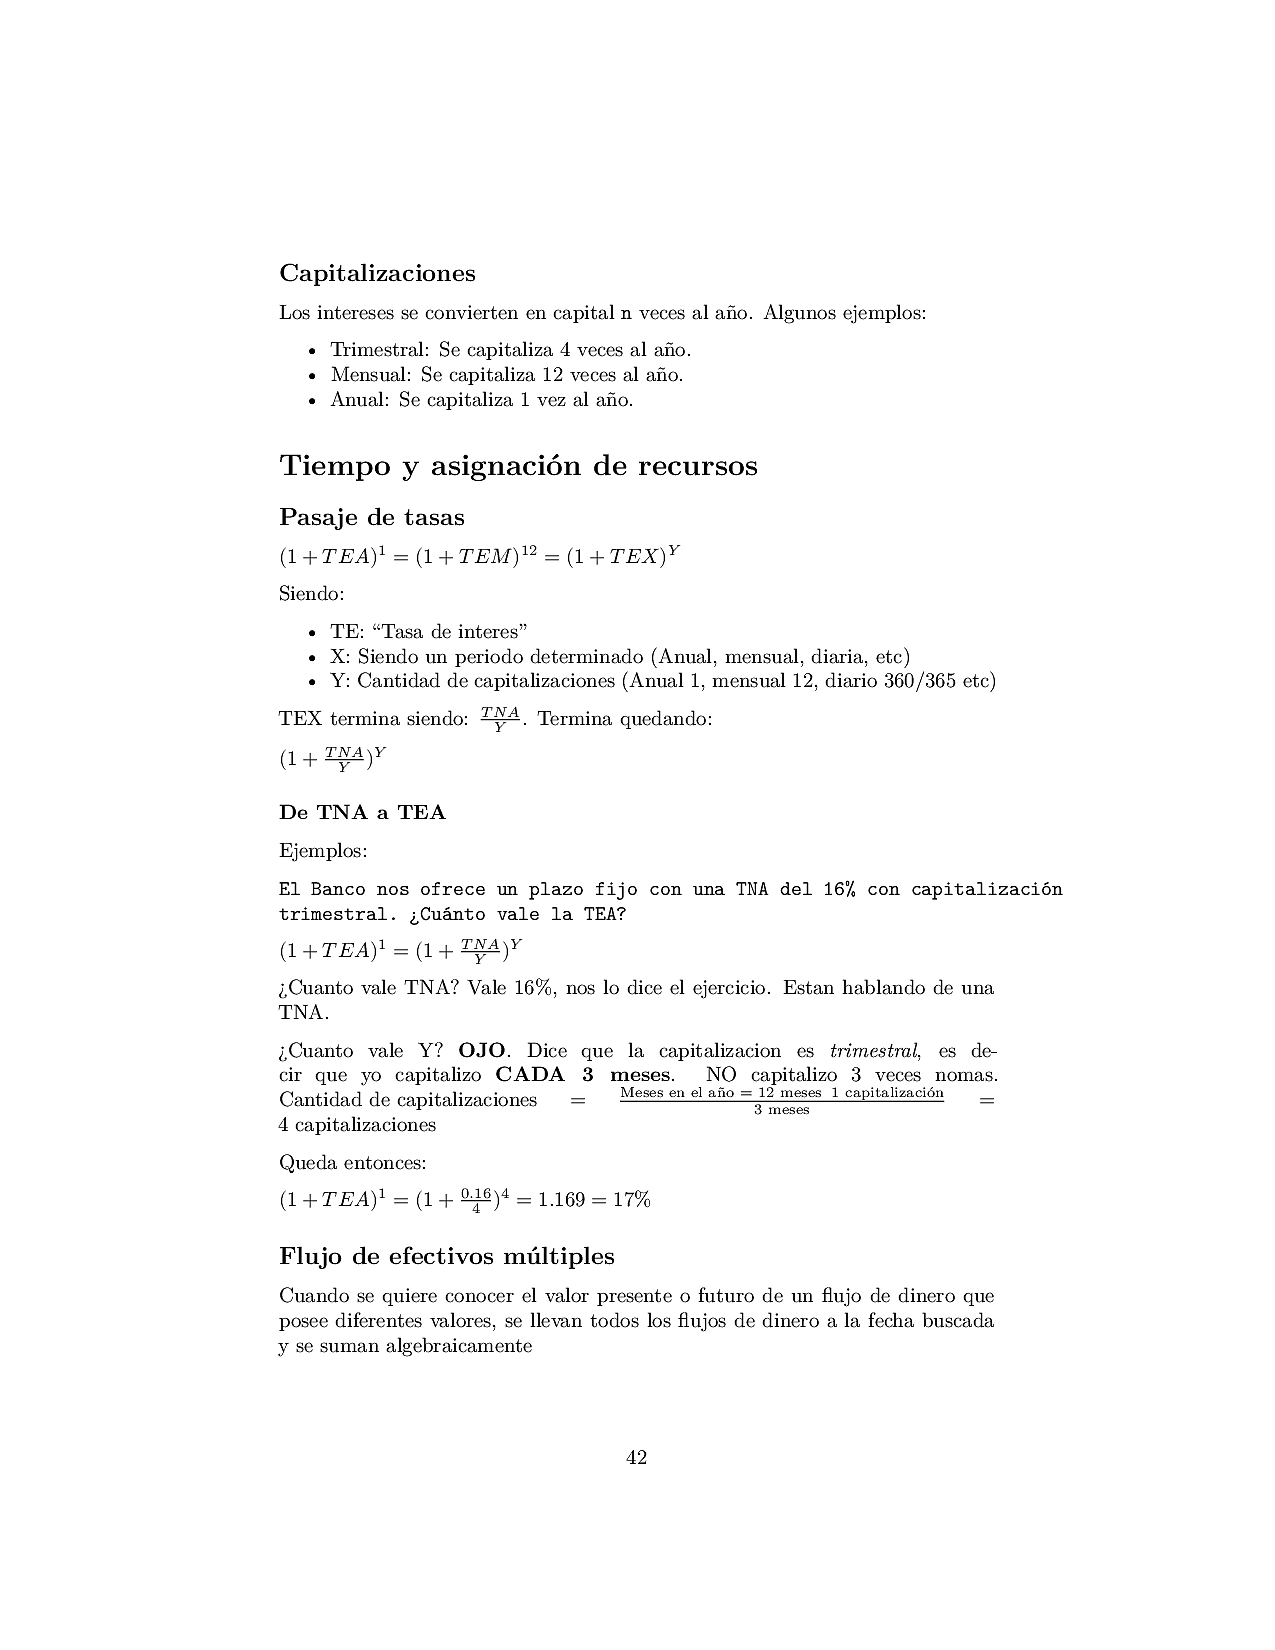 Capitalizaciones
Los intereses se convierten en capital n veces al año. Algunos ejemplos:
• Trimestral: Se capitaliza 4 veces al año.
• Mensual: Se capitaliza 12 veces al año.
• Anual: Se capitaliza 1 vez al año.
Tiempo y asignación de recursos
Pasaje de tasas
$(1 + TEA)^1 = (1 + TEM)^{12} = (1 + TEX)^Y$
Siendo:
• TE: “Tasa de interes”
• X: Siendo un periodo determinado (Anual, mensual, diaria, etc)
• Y: Cantidad de capitalizaciones (Anual 1, mensual 12, diario 360/365 etc)
TEX termina siendo: $\frac{TNA}{Y}$. Termina quedando:
$(1 + \frac{TNA}{Y})^Y$
De TNA a TEA
Ejemplos:
El Banco nos ofrece un plazo fijo con una TNA del 16% con capitalización
trimestral. ¿Cuánto vale la TEA?
$(1 + TEA)^1 = (1 + \frac{TNA}{Y})^Y$
¿Cuanto vale TNA? Vale 16%, nos lo dice el ejercicio. Estan hablando de una
TNA.
¿Cuanto vale Y? OJO. Dice que la capitalizacion es trimestral, es de-
cir que yo capitalizo CADA 3 meses. NO capitalizo 3 veces nomas.
Cantidad de capitalizaciones = $\frac{\text{Meses en el año = 12 meses 1 capitalización}}{\text{3 meses}}$ =
4 capitalizaciones
Queda entonces:
$(1 + TEA)^1 = (1 + \frac{0.16}{4})^4 = 1.169 = 17\%$
Flujo de efectivos múltiples
Cuando se quiere conocer el valor presente o futuro de un flujo de dinero que
posee diferentes valores, se llevan todos los flujos de dinero a la fecha buscada
y se suman algebraicamente
42